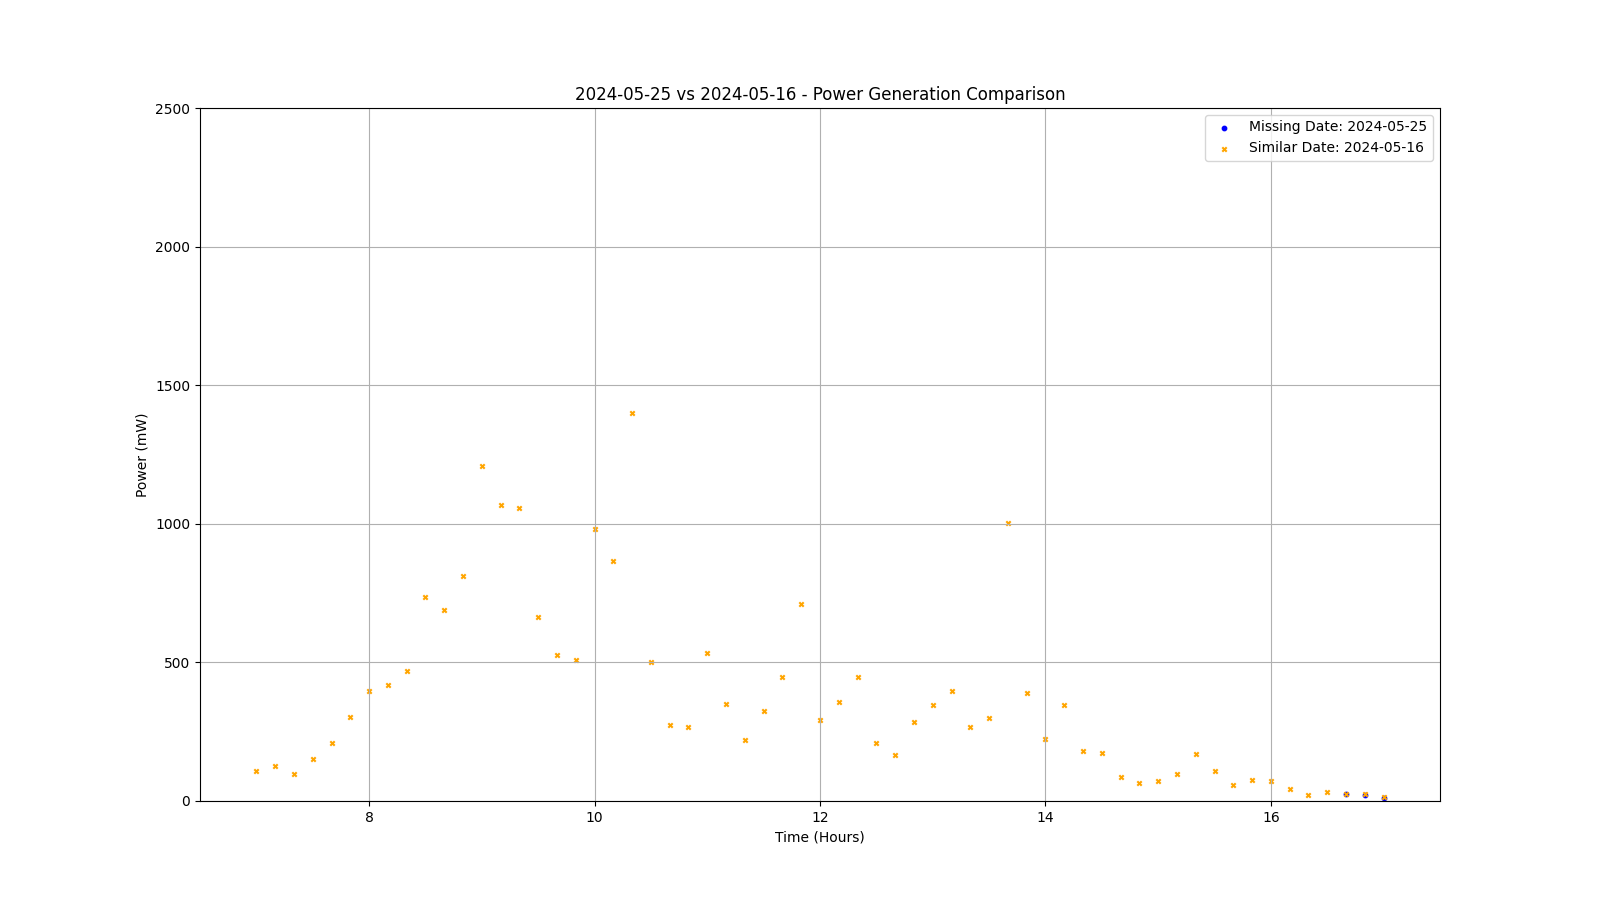 2024-05-25 vs 2024-05-16 - Power Generation Comparison
Missing Date: 2024-05-25
Similar Date: 2024-05-16
Power (mW)
2500
2000
1500
1000
500
0
8
10
12
14
16
Time (Hours)